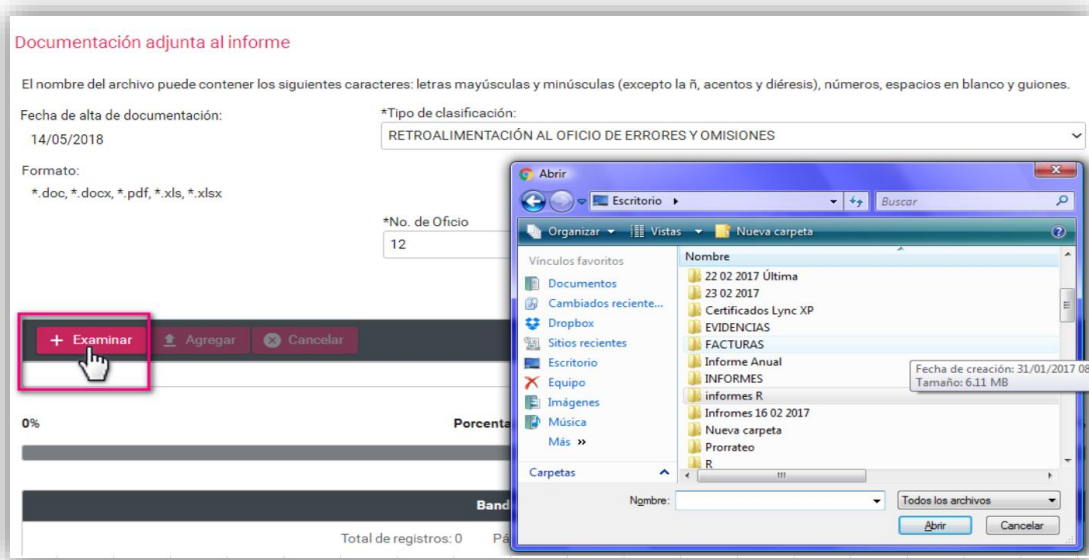 Documentación adjunta al informe
El nombre del archivo puede contener los siguientes caracteres: letras mayúsculas y minúsculas (excepto la ñ, acentos y diéresis), números, espacios en blanco y guiones.
Fecha de alta de documentación:
14/05/2018
*Tipo de clasificación:
RETROALIMENTACIÓN AL OFICIO DE ERRORES Y OMISIONES
Formato:
*.doc, *.docx, *.pdf, *.xls, *.xlsx
*No. de Oficio
12
+ Examinar
Agregar
Cancelar
0%
Porcenta
Band
Total de registros: 0 Pá
Abrir
Escritorio
Buscar
Organizar Vistas Nueva carpeta
Vínculos favoritos
Documentos
Cambiados reciente...
Dropbox
Sitios recientes
Escritorio
Equipo
Imágenes
Música
Más »
Carpetas
Nombre
22 02 2017 Última
23 02 2017
Certificados Lync XP
EVIDENCIAS
FACTURAS
Informe Anual
INFORMES
informes R
Infromes 16 02 2017
Nueva carpeta
Prorrateo
R
Fecha de creación: 31/01/2017 08
Tamaño: 6.11 MB
Nombre:
Todos los archivos
Abrir
Cancelar